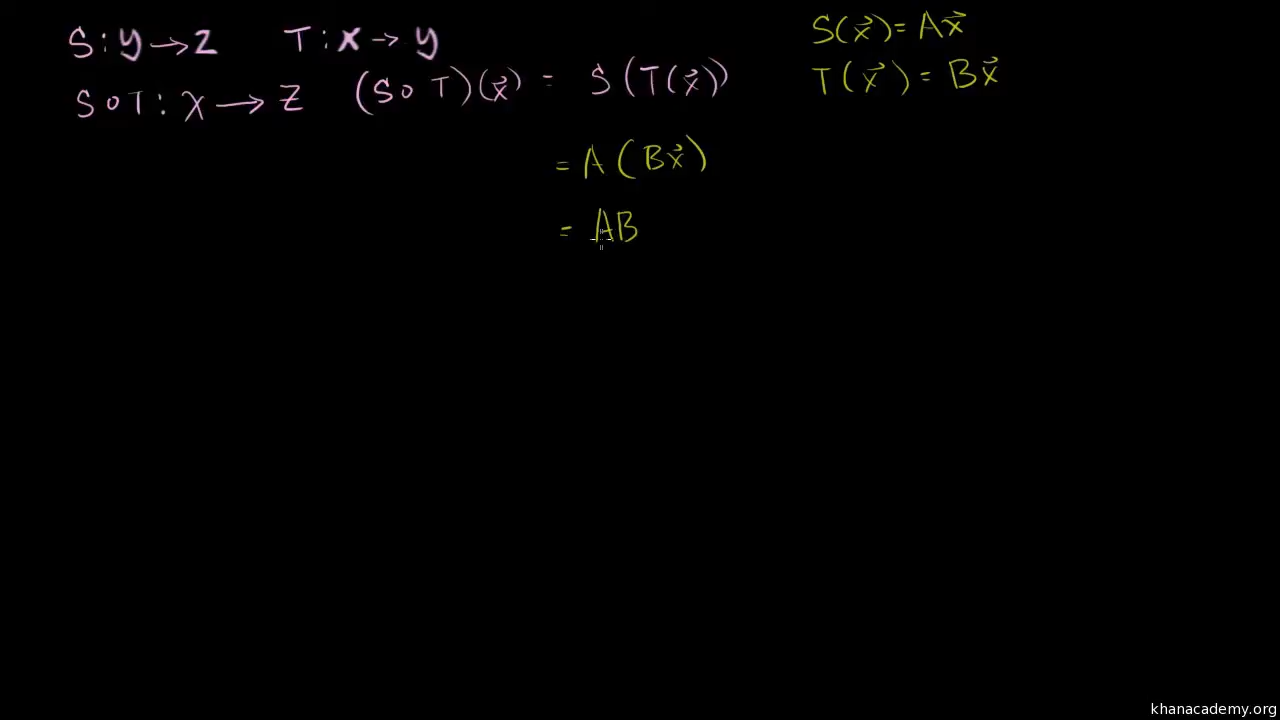 S : Y → Z    T : X → Y    S(x⃗) = Ax⃗
S ∘ T : X → Z    (S ∘ T)(x⃗) = S(T(x⃗))    T(x⃗) = Bx⃗
= A(Bx⃗)
= AB
khanacademy.org